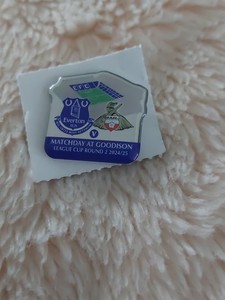 Everton
V
MATCHDAY AT GOODISON
LEAGUE CUP ROUND 2 2024/25